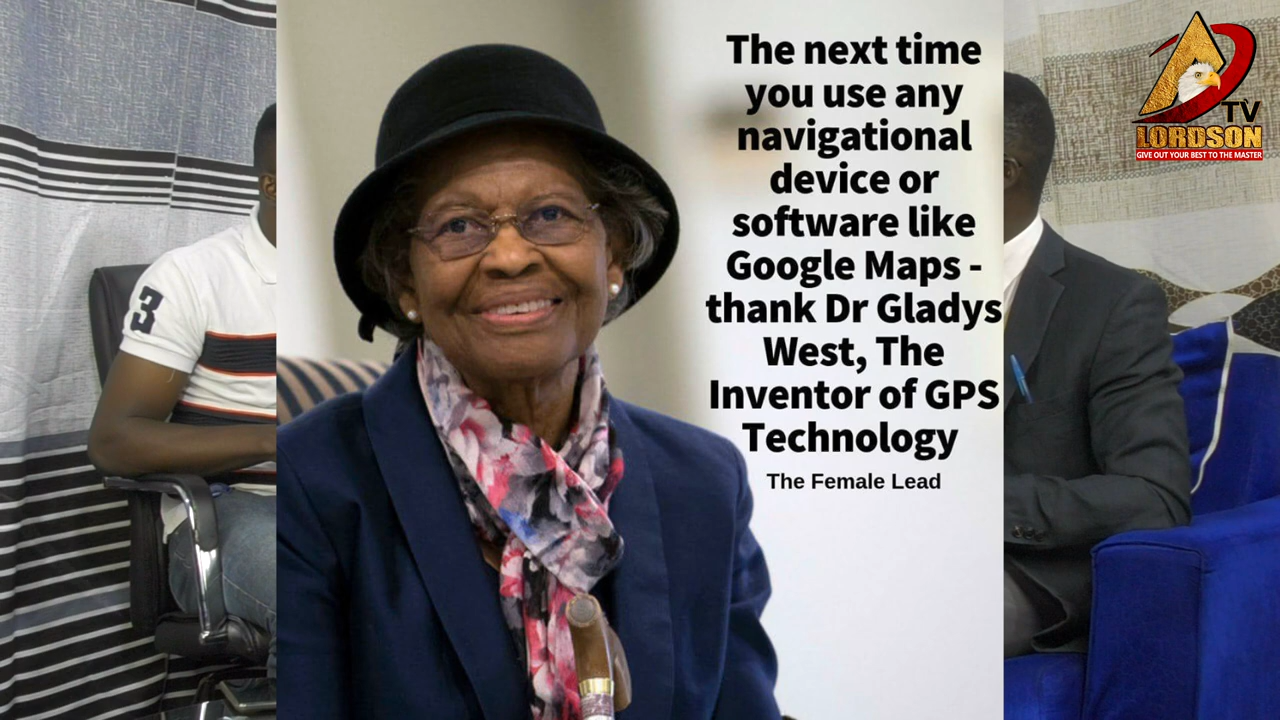 The next time
you use any
navigational
device or
software like
Google Maps -
thank Dr Gladys
West, The
Inventor of GPS
Technology
The Female Lead
TV
LORDSON
GIVE OUT YOUR BEST TO THE MASTER
3